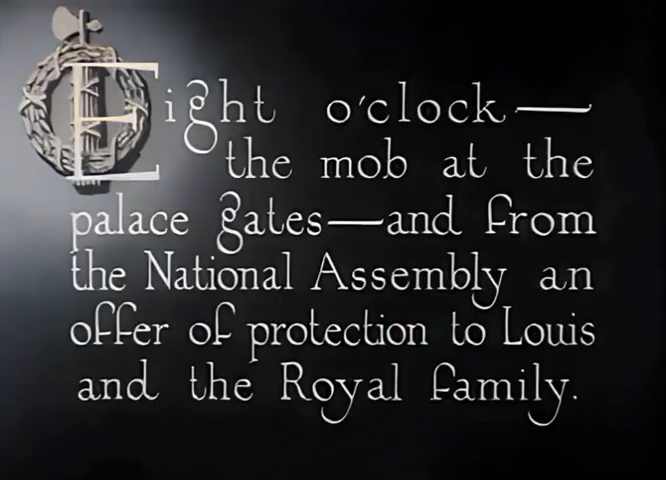 Eight o'clock—
the mob at the
palace gates—and from
the National Assembly an
offer of protection to Louis
and the Royal Family.